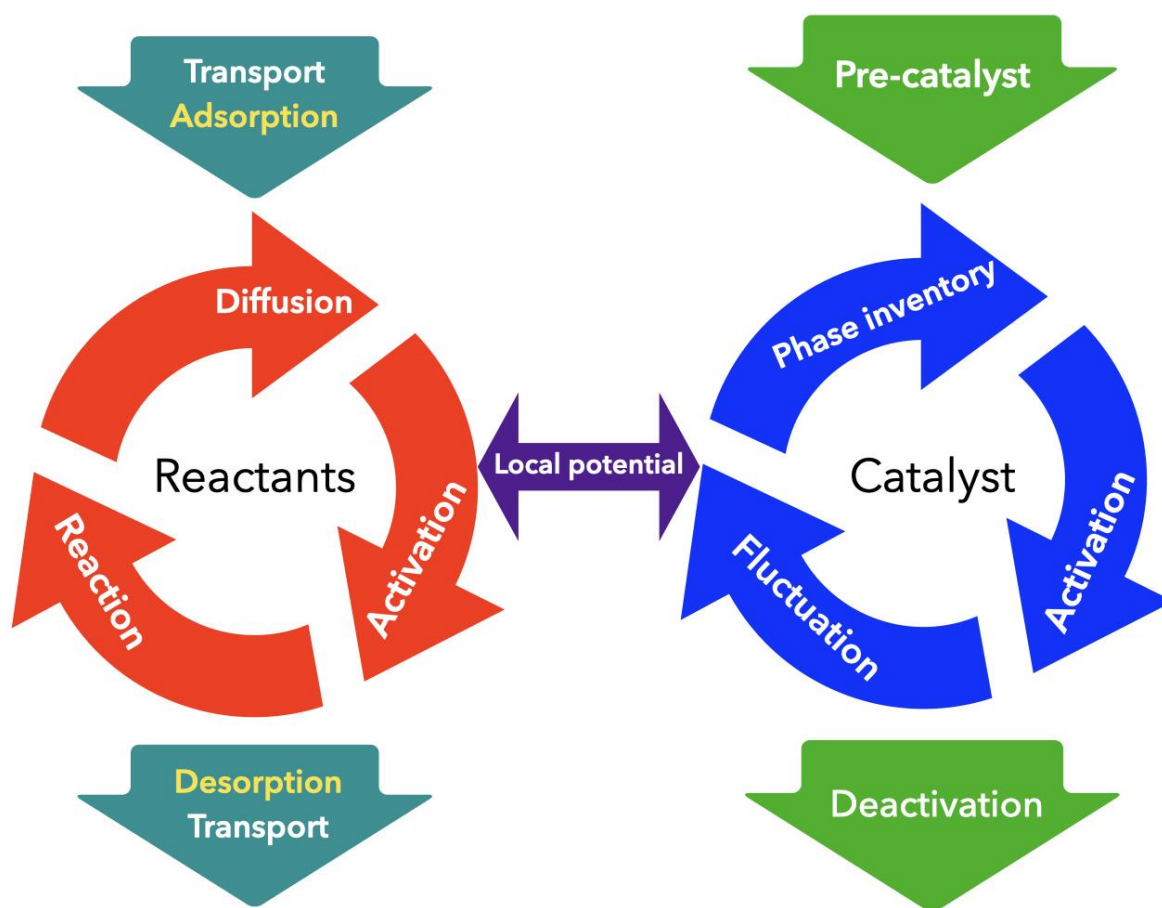 Transport
Adsorption
Diffusion
Reactants
Activation
Reaction
Desorption
Transport
Local potential
Pre-catalyst
Phase inventory
Catalyst
Activation
Fluctuation
Deactivation